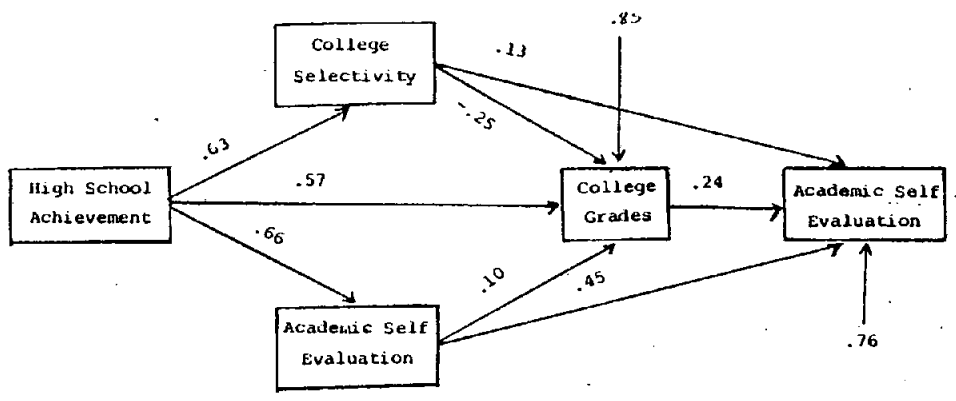 .85
College
Selectivity
.13
-.25
.63
High School
Achievement
.57
College
Grades
.24
Academic Self
Evaluation
.66
.10
.45
Academic Self
Evaluation
.76